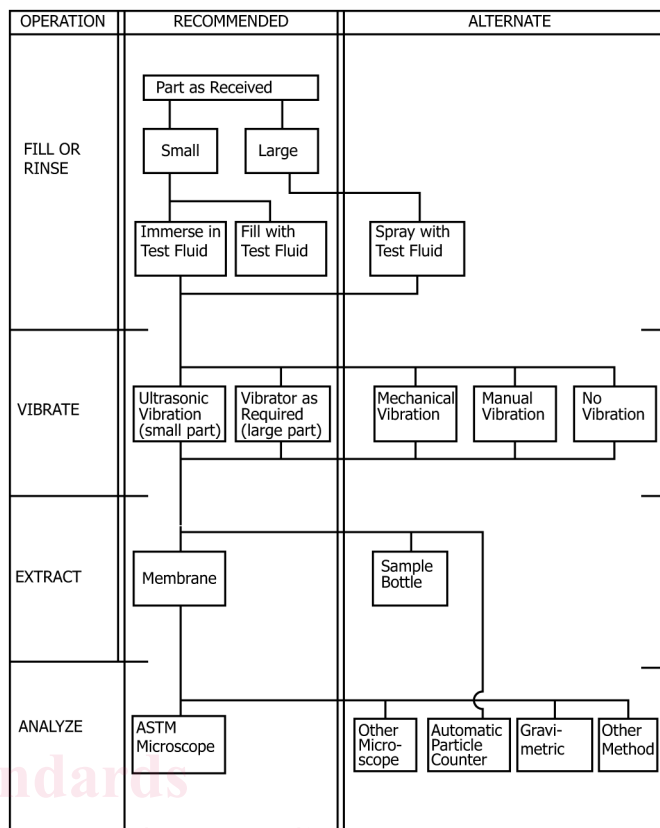 OPERATION
RECOMMENDED
ALTERNATE
FILL OR
RINSE
Part as Received
Small
Large
Immerse in
Test Fluid
Fill with
Test Fluid
Spray with
Test Fluid
VIBRATE
Ultrasonic
Vibration
(small part)
Vibrator as
Required
(large part)
Mechanical
Vibration
Manual
Vibration
No
Vibration
EXTRACT
Membrane
Sample
Bottle
ANALYZE
ASTM
Microscope
Other
Micro-
scope
Automatic
Particle
Counter
Gravi-
metric
Other
Method
ndards